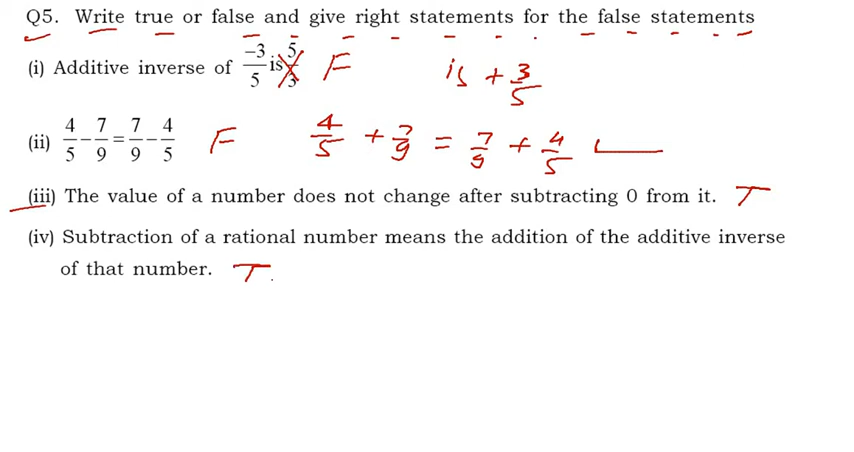 Q5. Write true or false and give right statements for the false statements
(i) Additive inverse of -3/5 is 5/3 F is + 3/5
(ii) 4/5 - 7/9 = 7/9 - 4/5 F 4/5 + 7/9 = 7/9 + 4/5
(iii) The value of a number does not change after subtracting 0 from it. T
(iv) Subtraction of a rational number means the addition of the additive inverse
of that number. T